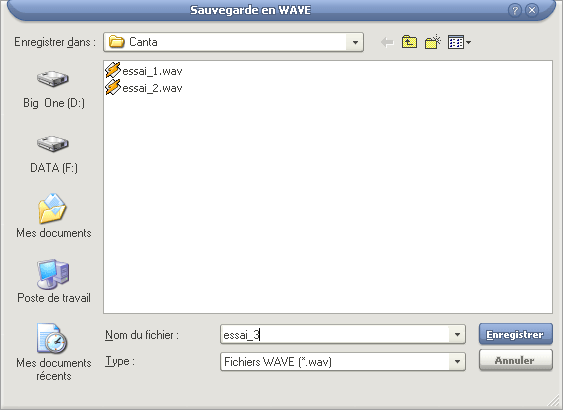 Sauvegarde en WAVE
Enregistrer dans :
Canta
essai_1.wav
essai_2.wav
Big One (D:)
DATA (F:)
Mes documents
Poste de travail
Mes documents
récents
Nom du fichier :
essai_3
Enregistrer
Type :
Fichiers WAVE (*.wav)
Annuler